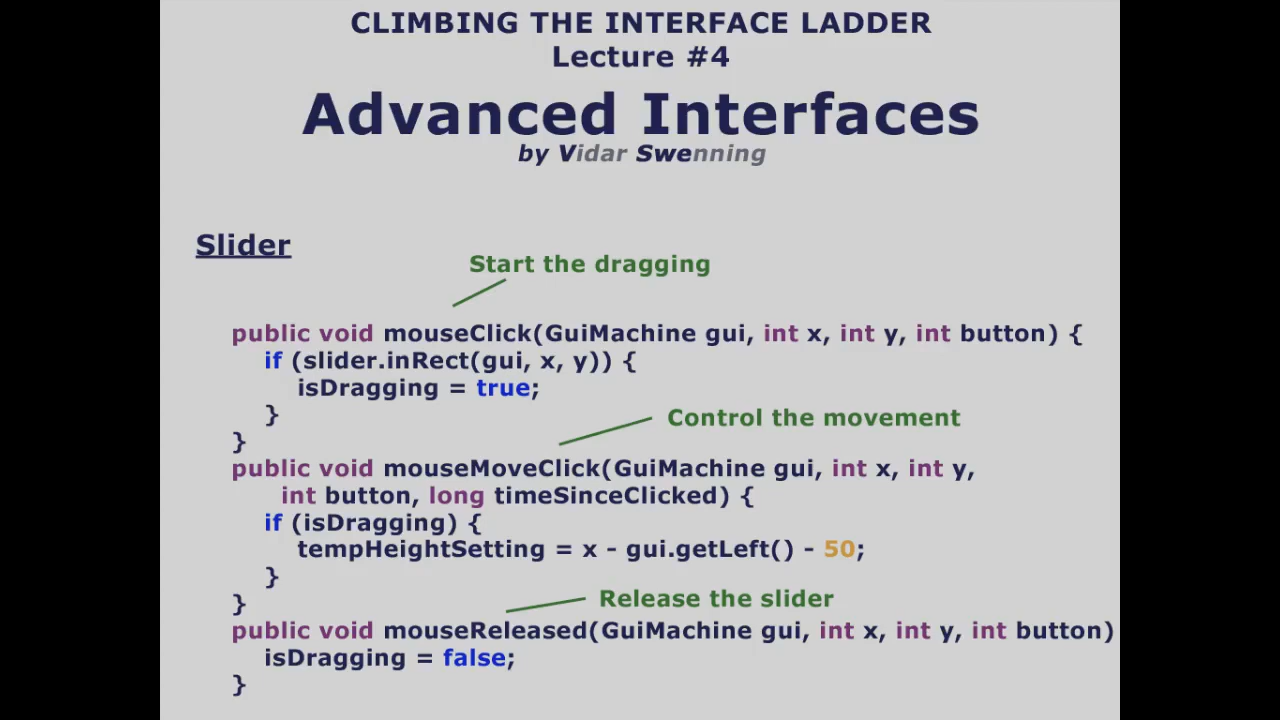 CLIMBING THE INTERFACE LADDER
Lecture #4
Advanced Interfaces
by Vidar Swenning
Slider
Start the dragging
public void mouseClick(GuiMachine gui, int x, int y, int button) {
if (slider.inRect(gui, x, y)) {
isDragging = true;
}
Control the movement
}
public void mouseMoveClick(GuiMachine gui, int x, int y,
int button, long timeSinceClicked) {
if (isDragging) {
tempHeightSetting = x - gui.getLeft() - 50;
}
Release the slider
}
public void mouseReleased(GuiMachine gui, int x, int y, int button)
isDragging = false;
}